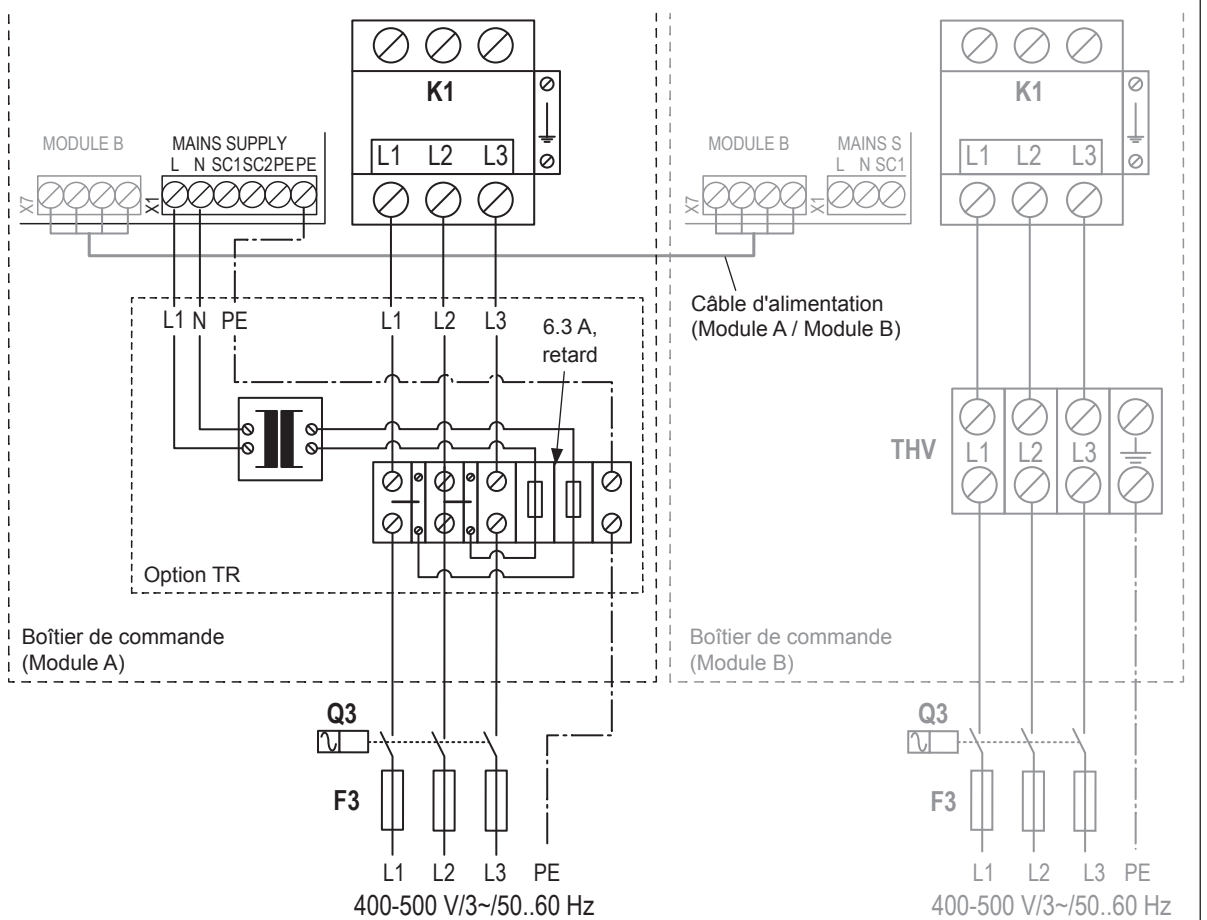 K1
L1 L2 L3
MODULE B
X7
MAINS SUPPLY
L N SC1SC2PEPE
X1
L1 N PE
L1 L2 L3
6.3 A,
retard
Option TR
Boîtier de commande
(Module A)
Q3
F3
L1 L2 L3 PE
400-500 V/3~/50..60 Hz
Câble d'alimentation
(Module A / Module B)
K1
L1 L2 L3
MODULE B
X7
MAINS S
L N SC1
X1
THV
L1 L2 L3
Boîtier de commande
(Module B)
Q3
F3
L1 L2 L3 PE
400-500 V/3~/50..60 Hz